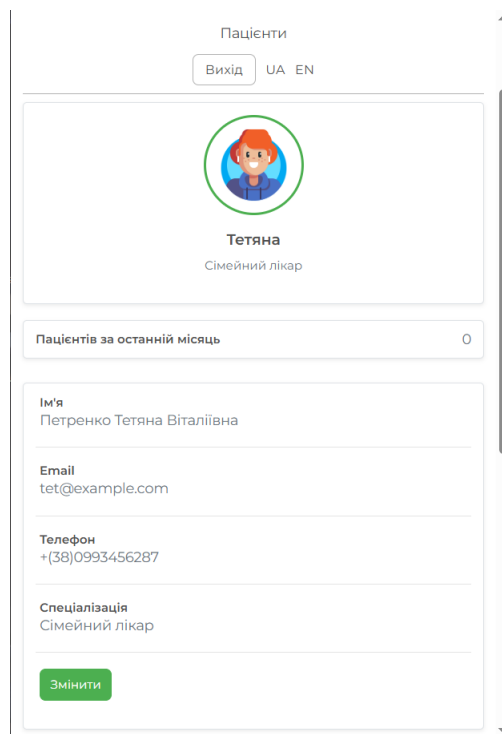 Пацієнти
Вихід UA EN
Тетяна
Сімейний лікар
Пацієнтів за останній місяць 0
Ім'я
Петренко Тетяна Віталіївна
Email
tet@example.com
Телефон
+(38)0993456287
Спеціалізація
Сімейний лікар
Змінити